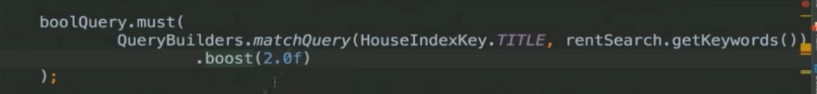 boolQuery.must(
QueryBuilders.matchQuery(HouseIndexKey.TITLE, rentSearch.getKeywords())
.boost(2.0f)
);